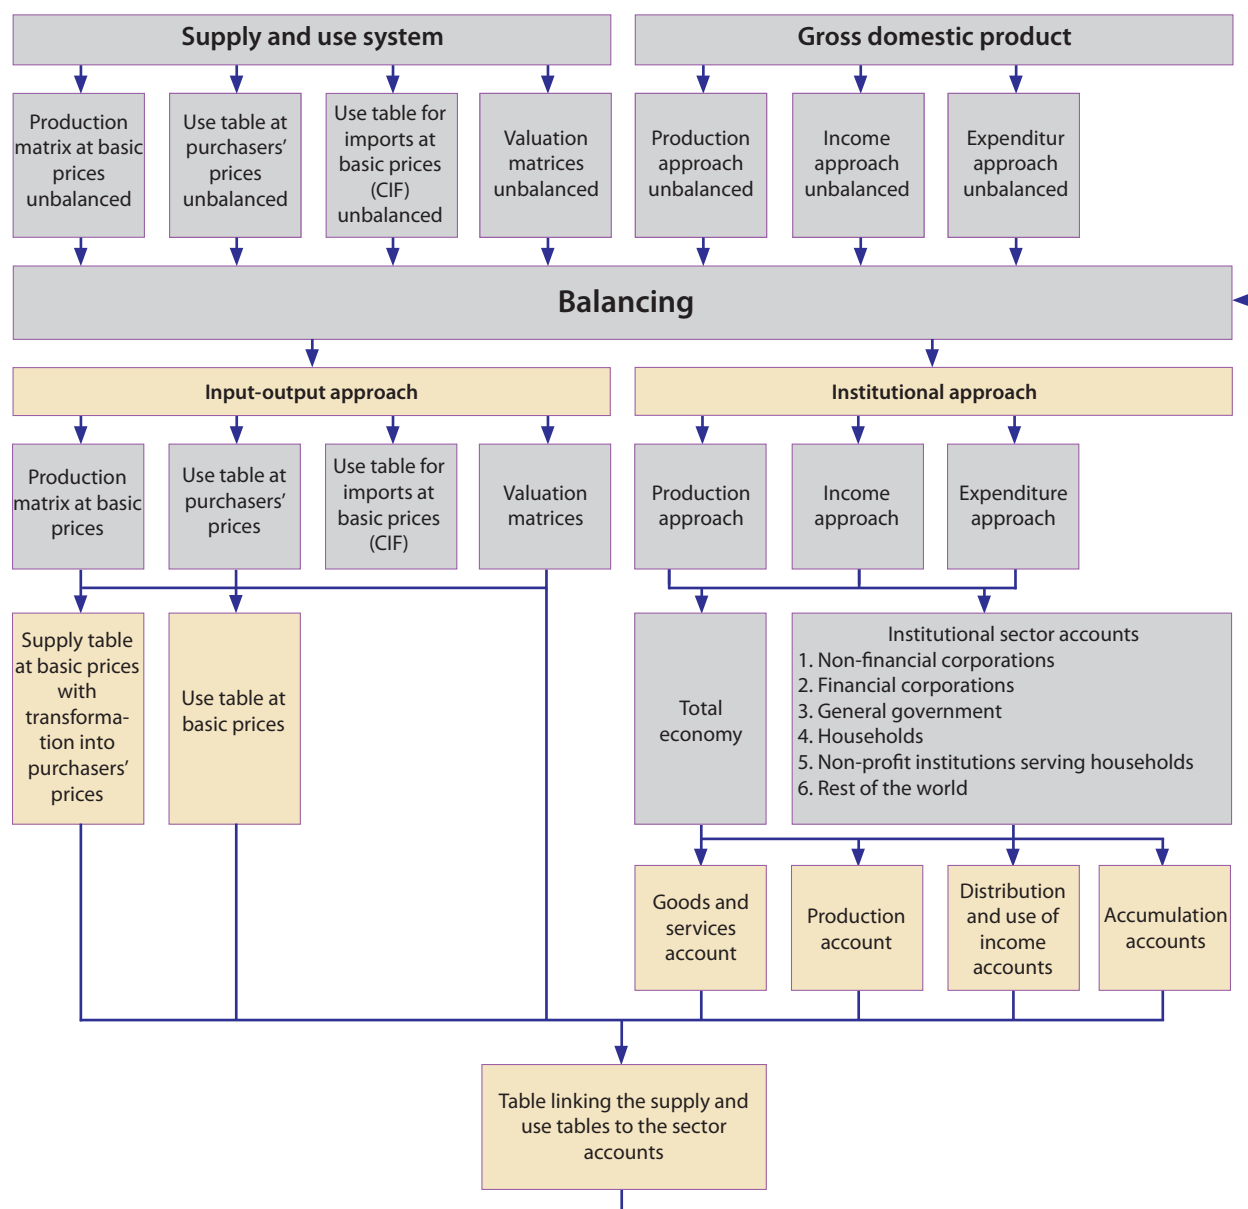 Supply and use system
Gross domestic product
Production
matrix at basic
prices
unbalanced
Use table at
purchasers’
prices
unbalanced
Use table for
imports at
basic prices
(CIF)
unbalanced
Valuation
matrices
unbalanced
Production
approach
unbalanced
Income
approach
unbalanced
Expenditur
approach
unbalanced
Balancing
Input-output approach
Institutional approach
Production
matrix at basic
prices
Use table at
purchasers’
prices
Use table for
imports at
basic prices
(CIF)
Valuation
matrices
Production
approach
Income
approach
Expenditure
approach
Supply table
at basic prices
with
transforma-
tion into
purchasers’
prices
Use table at
basic prices
Total
economy
Institutional sector accounts
1. Non-financial corporations
2. Financial corporations
3. General government
4. Households
5. Non-profit institutions serving households
6. Rest of the world
Goods and
services
account
Production
account
Distribution
and use of
income
accounts
Accumulation
accounts
Table linking the supply and
use tables to the sector
accounts